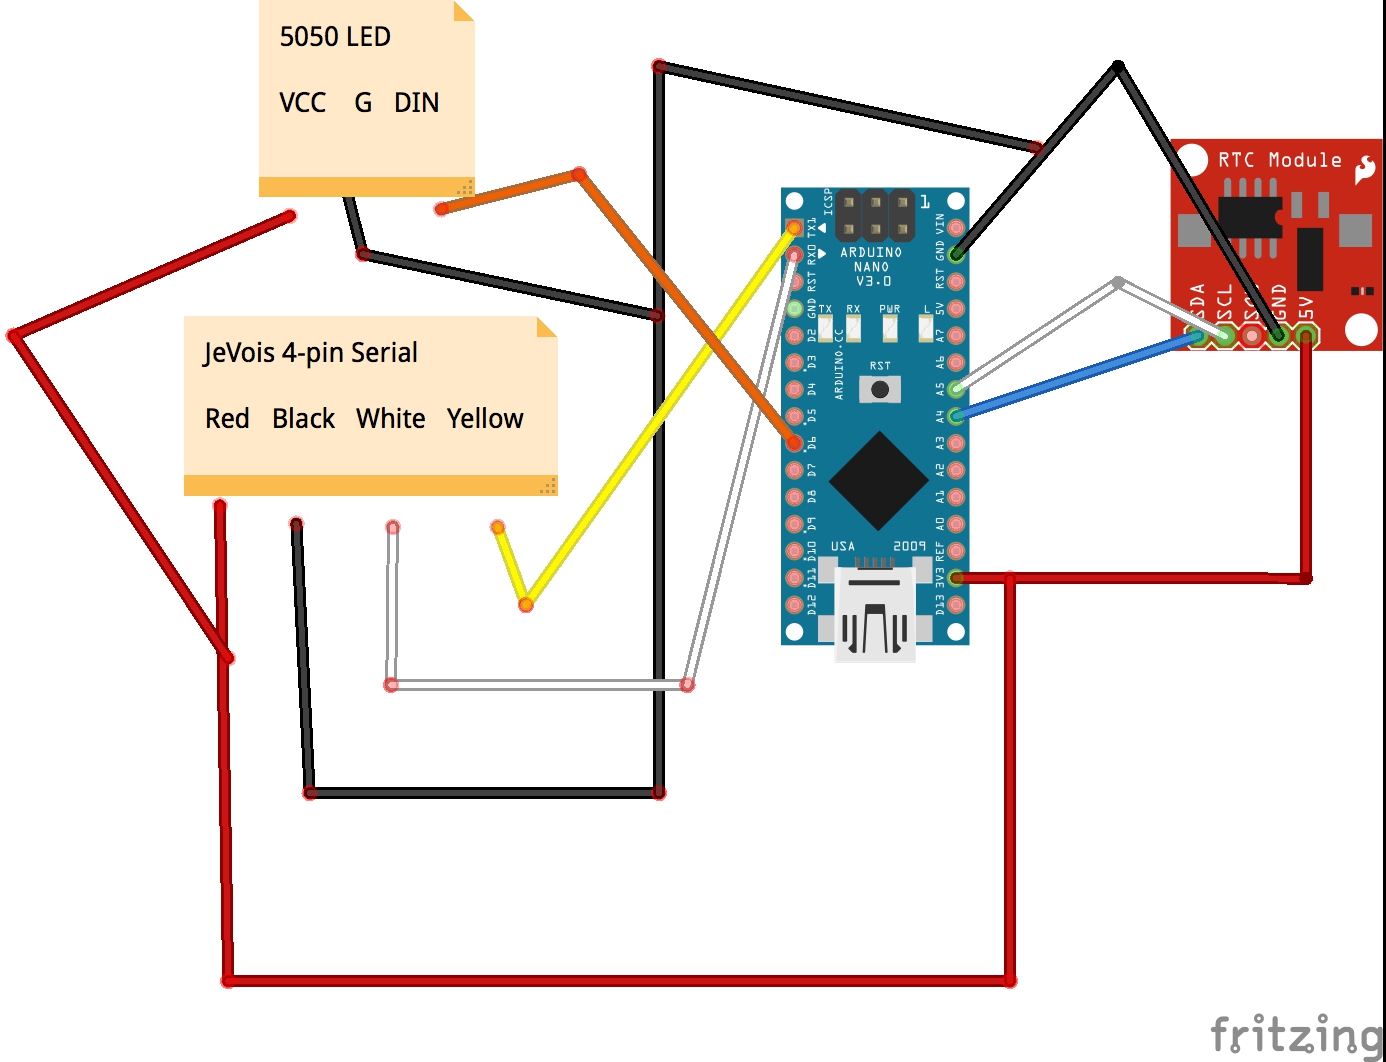 5050 LED
VCC G DIN
JeVois 4-pin Serial
Red Black White Yellow
ICSP
1
ARDUINO
NANO
V3.0
TX RX PWR L
ARDUINO.CC
RST
USA 2009
TX1
RX0
RST
GND
D2
D3
D4
D5
D6
D7
D8
D9
D10
D11
D12
VIN
GND
RST
5V
A7
A6
A5
A4
A3
A2
A1
A0
REF
3V3
D13
RTC Module
SDA
SCL
GND
5V
fritzing